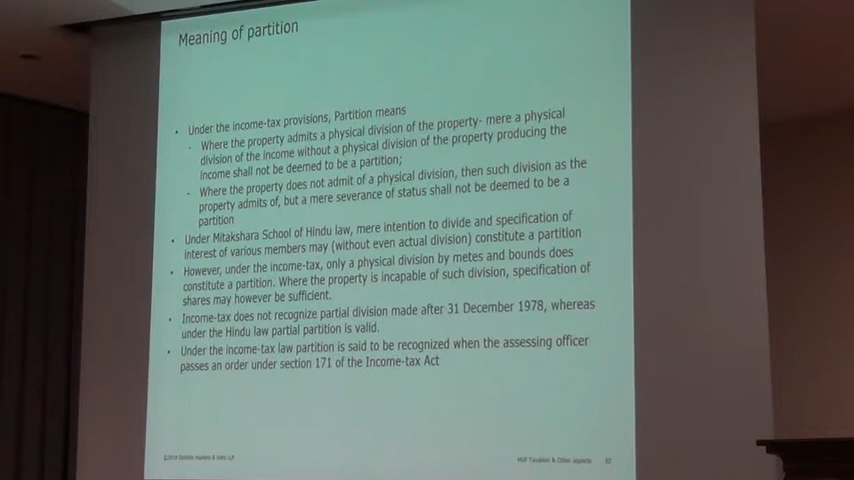 Meaning of partition
• Under the income-tax provisions, Partition means
- Where the property admits a physical division of the property- mere a physical
division of the income without a physical division of the property producing the
income shall not be deemed to be a partition;
- Where the property does not admit of a physical division, then such division as the
property admits of, but a mere severance of status shall not be deemed to be a
partition
• Under Mitakshara School of Hindu law, mere intention to divide and specification of
interest of various members may (without even actual division) constitute a partition
• However, under the income-tax, only a physical division by metes and bounds does
constitute a partition. Where the property is incapable of such division, specification of
shares may however be sufficient.
• Income-tax does not recognize partial division made after 31 December 1978, whereas
under the Hindu law partial partition is valid.
• Under the income-tax law partition is said to be recognized when the assessing officer
passes an order under section 171 of the Income-tax Act
HUF Taxation & Other aspects